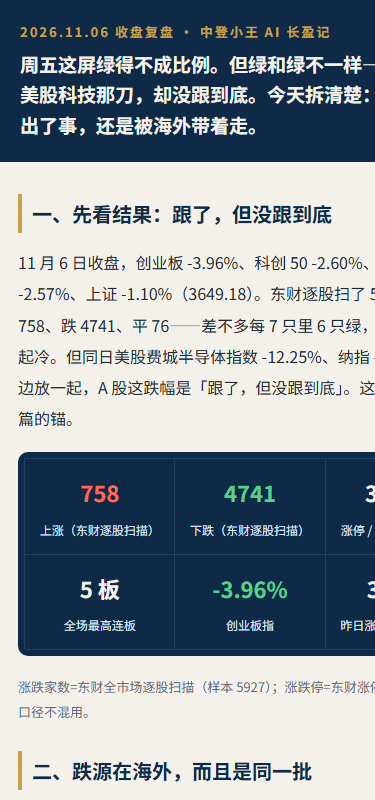 2026.11.06 收盘复盘 · 中登小王 AI 长盈记
周五这屏绿得不成比例。但绿和绿不一样—
美股科技那刀，却没跟到底。今天拆清楚：
出了事，还是被海外带着走。
一、先看结果：跟了，但没跟到底
11 月 6 日收盘，创业板 -3.96%、科创 50 -2.60%、
-2.57%、上证 -1.10%（3649.18）。东财逐股扫了 5
758、跌 4741、平 76——差不多每 7 只里 6 只绿，
起冷。但同日美股费城半导体指数 -12.25%、纳指
边放一起，A 股这跌幅是「跟了，但没跟到底」。这
篇的锚。
758
4741
3
上涨（东财逐股扫描）
下跌（东财逐股扫描）
涨停 /
5 板
-3.96%
3
全场最高连板
创业板指
昨日涨
涨跌家数=东财全市场逐股扫描（样本 5927）；涨跌停=东财涨停
口径不混用。
二、跌源在海外，而且是同一批